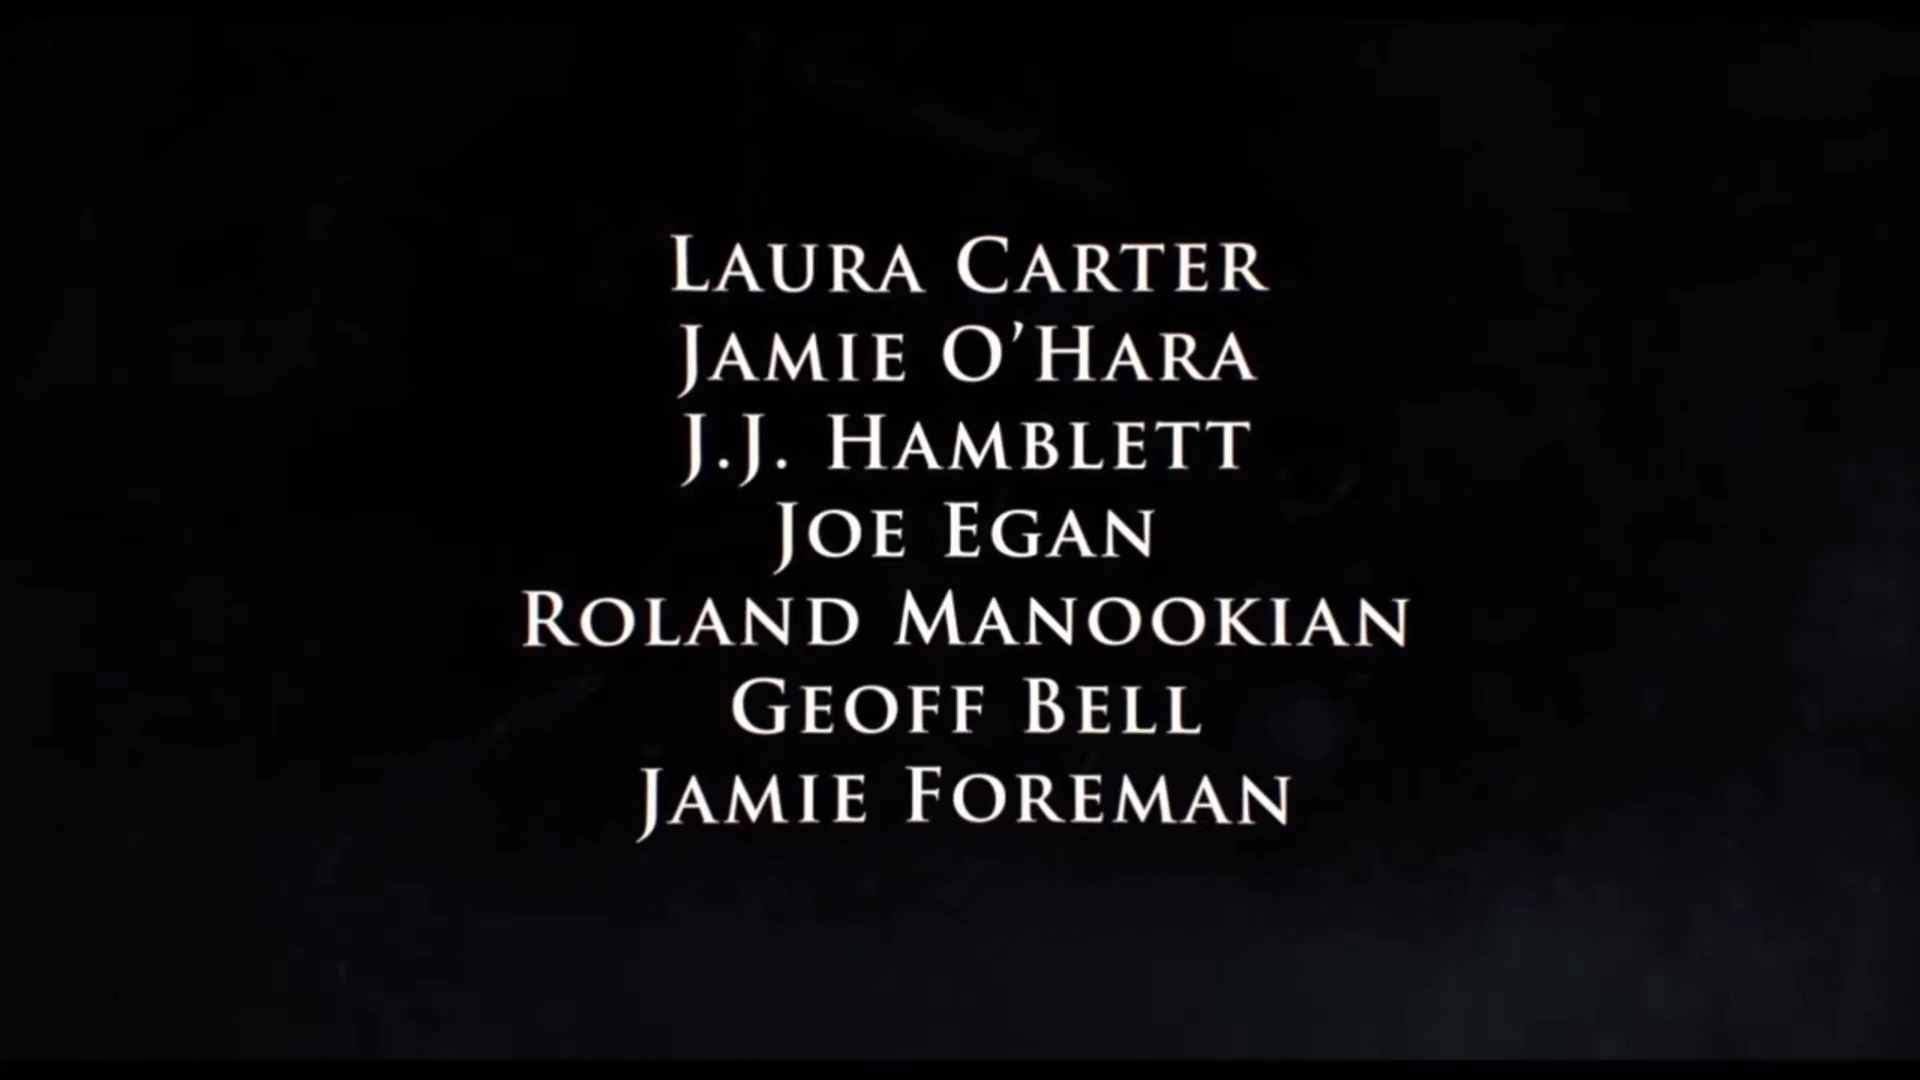 Laura Carter
Jamie O’Hara
J.J. Hamblett
Joe Egan
Roland Manookian
Geoff Bell
Jamie Foreman